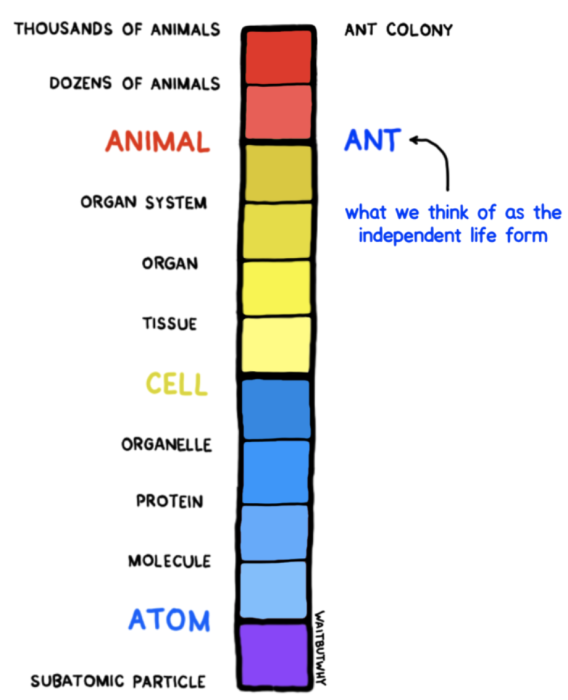 THOUSANDS OF ANIMALS
ANT COLONY
DOZENS OF ANIMALS
ANIMAL
ANT
ORGAN SYSTEM
what we think of as the
independent life form
ORGAN
TISSUE
CELL
ORGANELLE
PROTEIN
MOLECULE
ATOM
WAITBUTWHY
SUBATOMIC PARTICLE